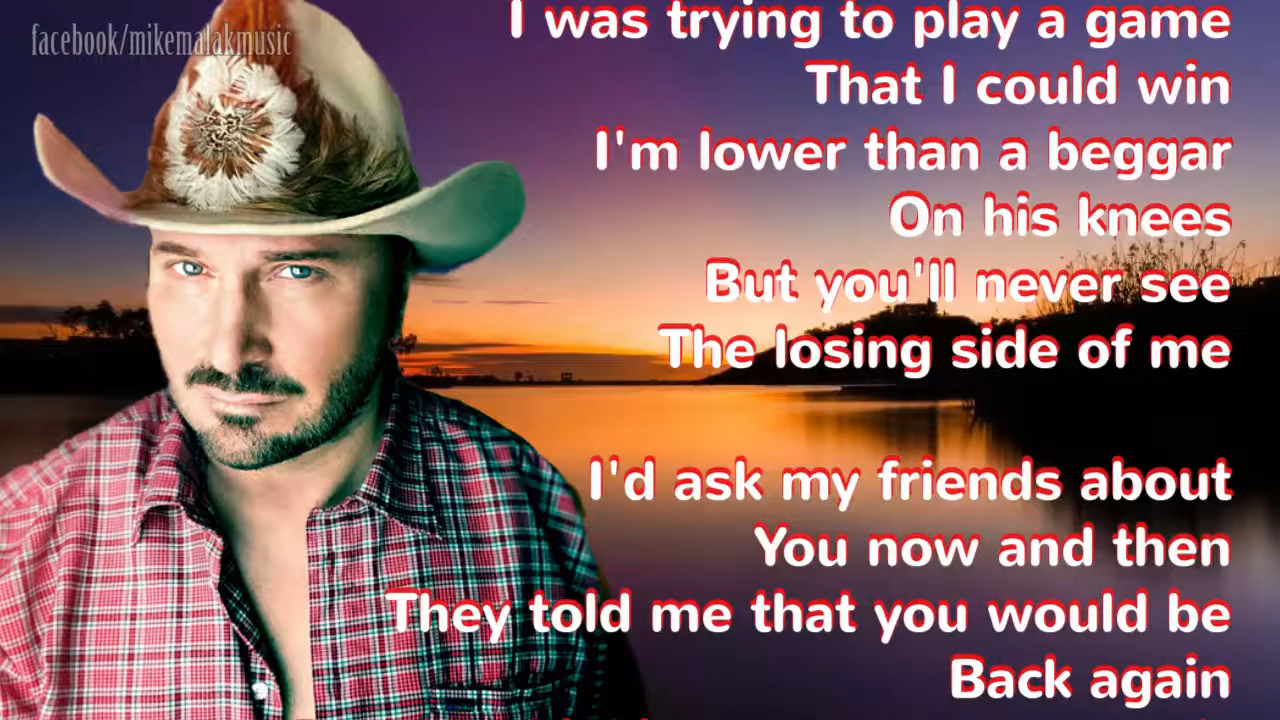 facebook/mikemalakmusic
I was trying to play a game
That I could win
I'm lower than a beggar
On his knees
But you'll never see
The losing side of me
I'd ask my friends about
You now and then
They told me that you would be
Back again